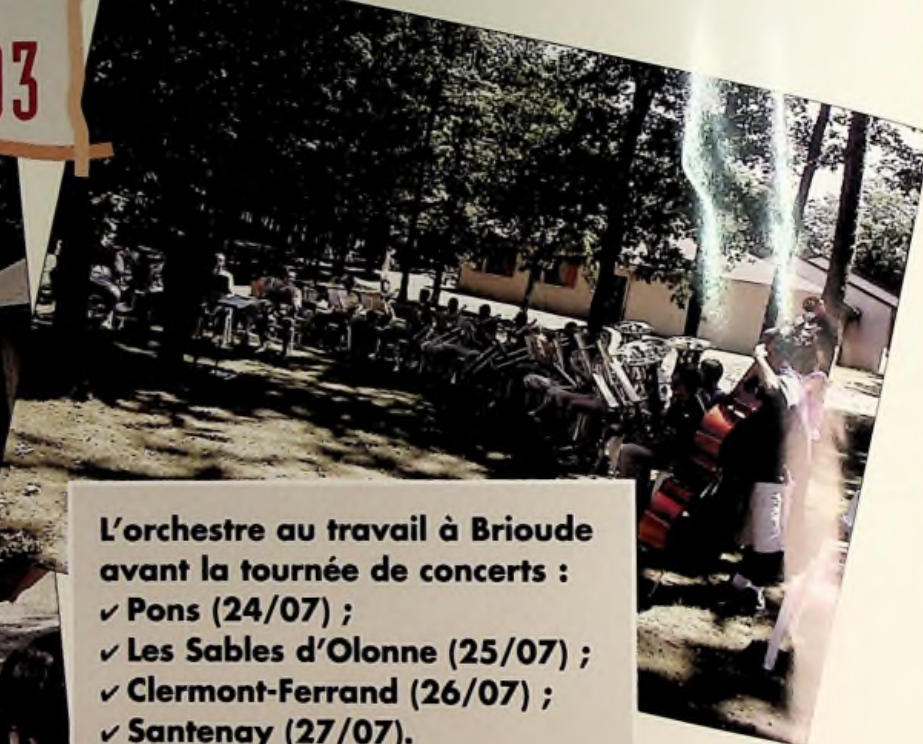 03
L'orchestre au travail à Brioude
avant la tournée de concerts :
✓ Pons (24/07) ;
✓ Les Sables d'Olonne (25/07) ;
✓ Clermont-Ferrand (26/07) ;
✓ Santenay (27/07).